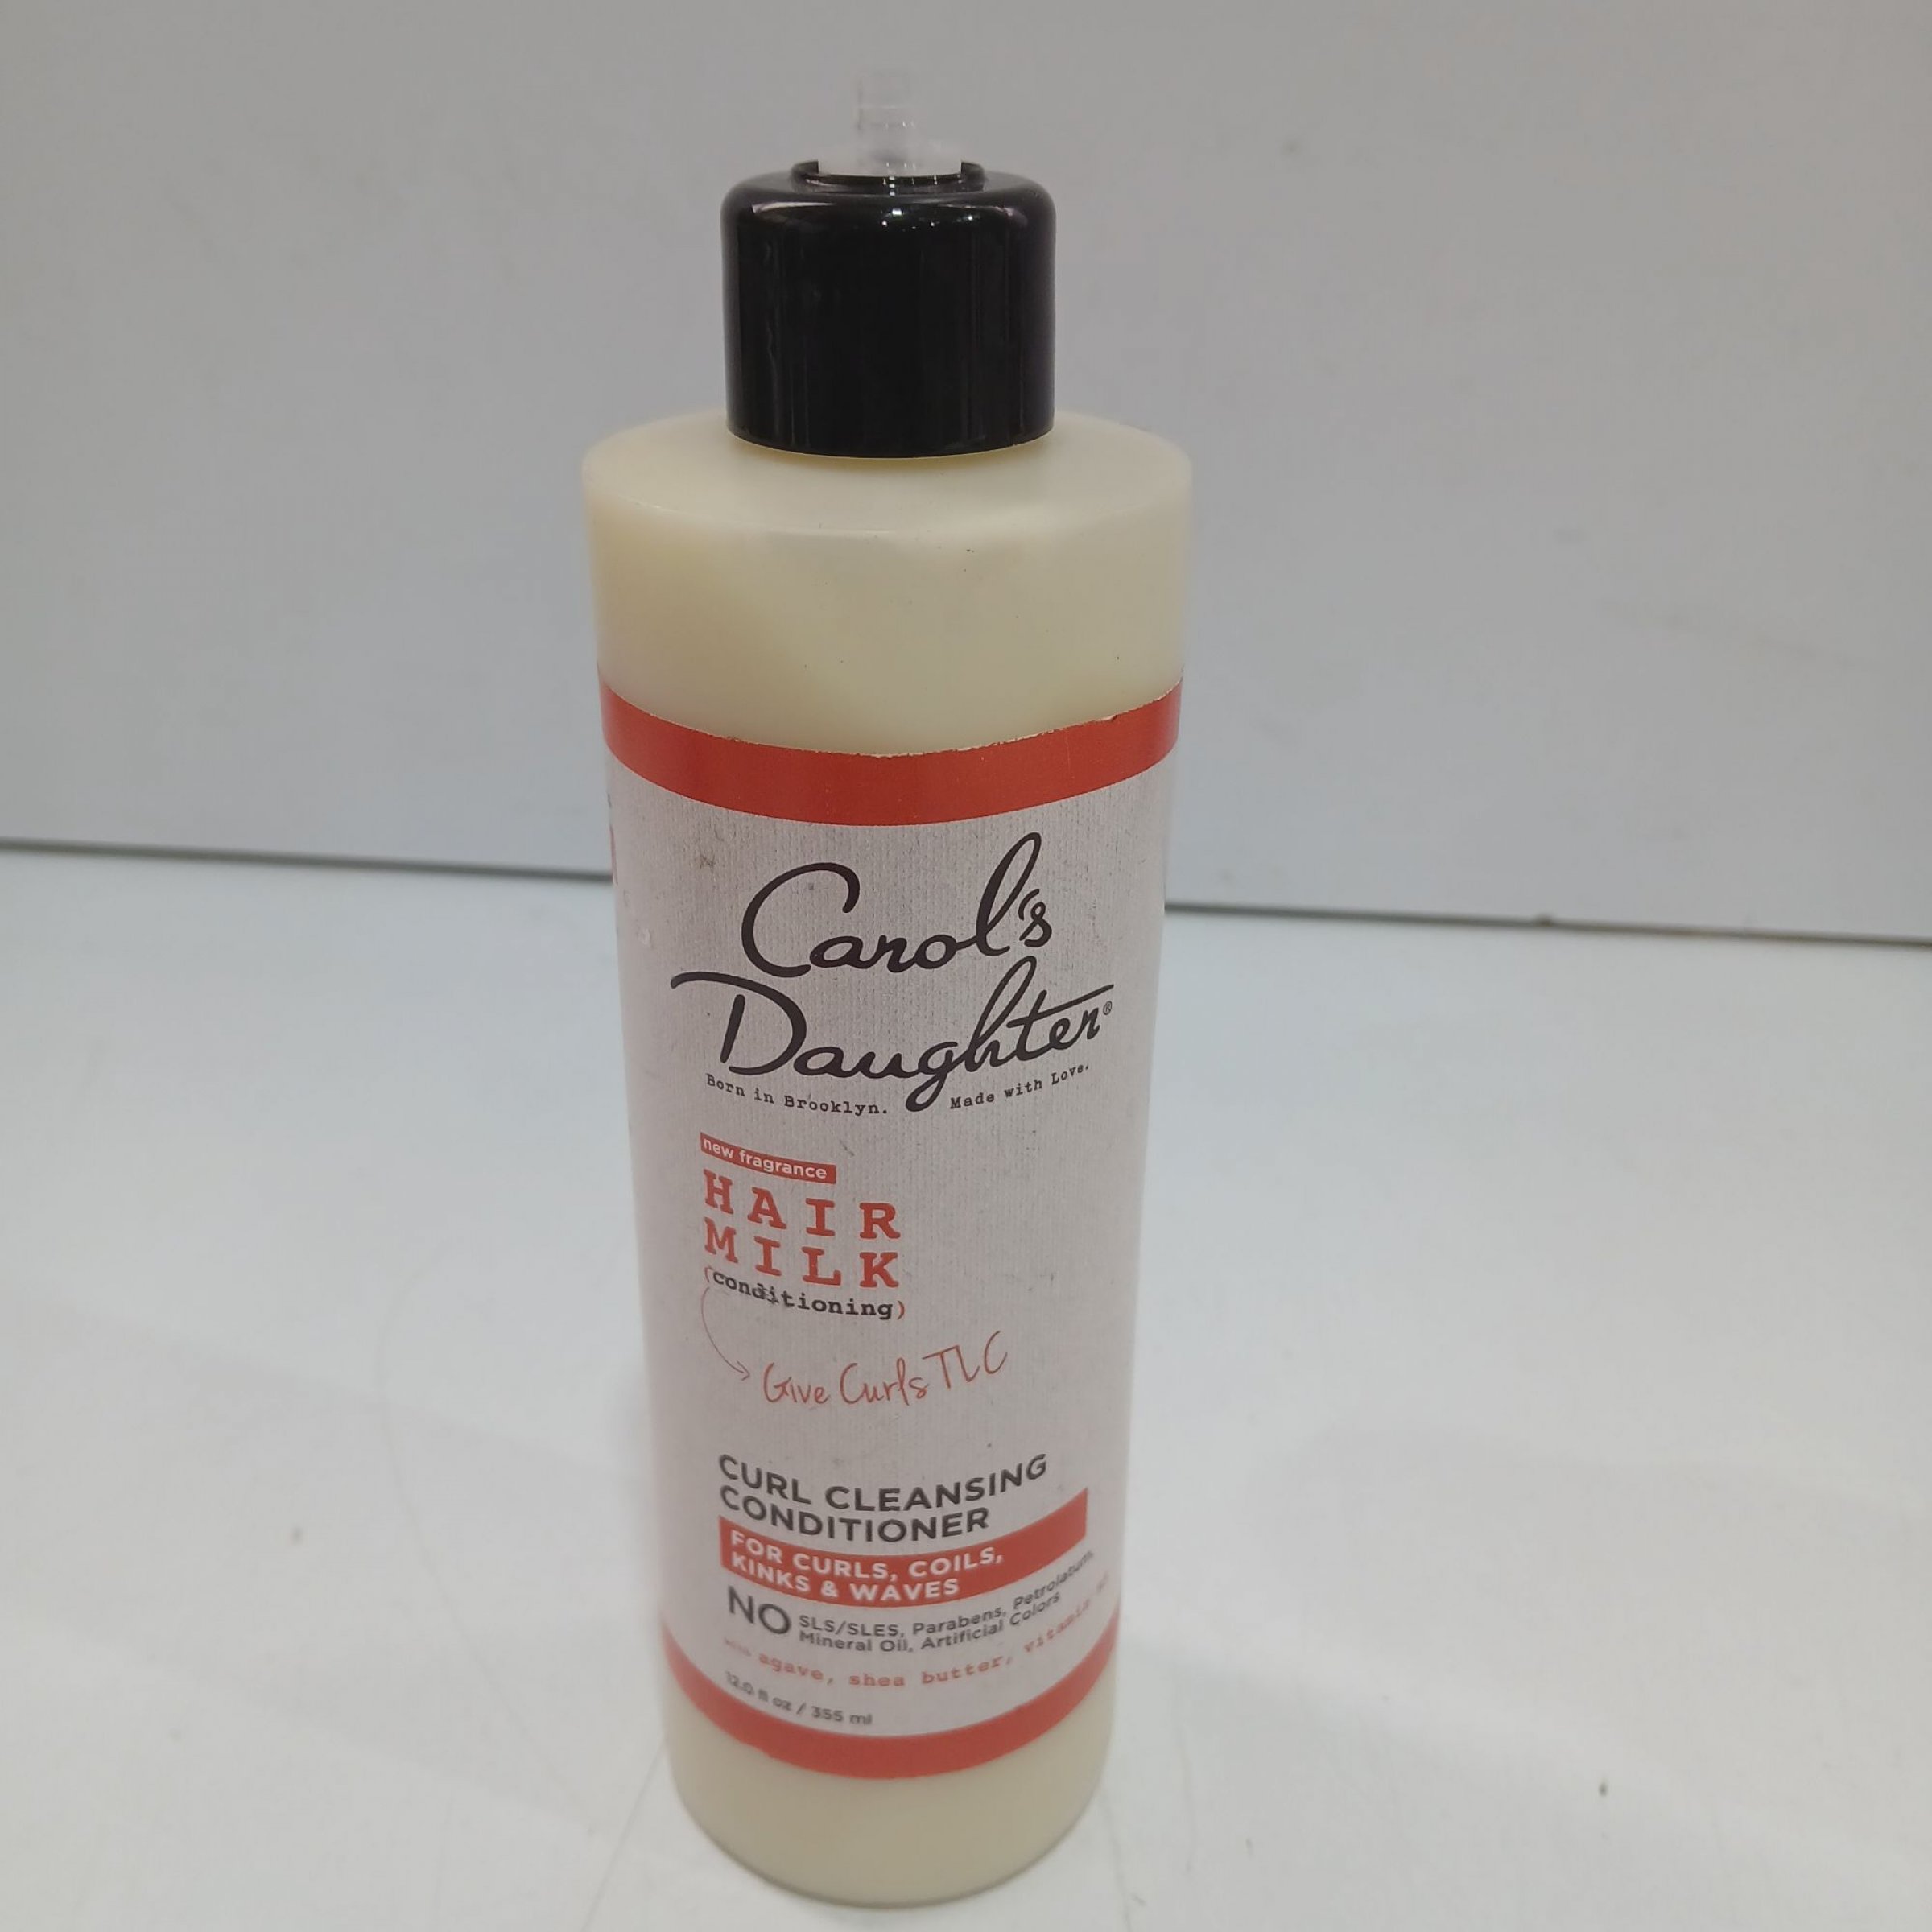 Carol's
Daughter®
Born in Brooklyn. Made with Love.
new fragrance
HAIR
MILK
(conditioning)
Give Curls TLC
CURL CLEANSING
CONDITIONER
FOR CURLS, COILS,
KINKS & WAVES
NO SLS/SLES, Parabens, Petrolatum,
Mineral Oil, Artificial Colors
with agave, shea butter, vitamin
12.0 fl oz / 355 ml